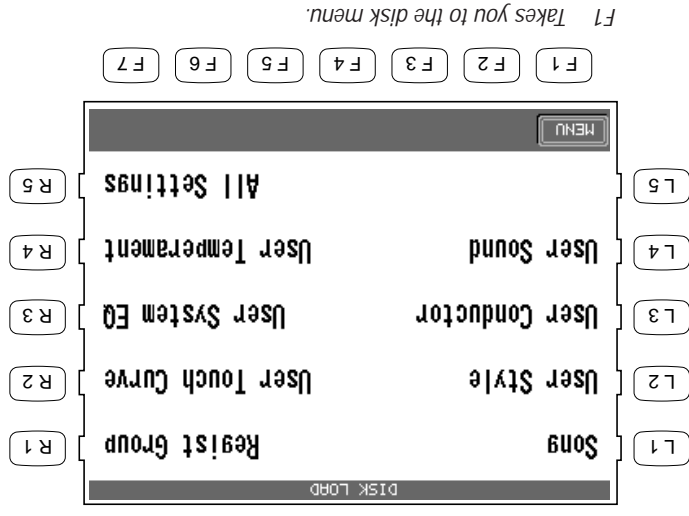 DISK LOAD
L1 Song Regist Group R1
L2 User Style User Touch Curve R2
L3 User Conductor User System EQ R3
L4 User Sound User Temperament R4
L5 All Settings R5
MENU
F1 F2 F3 F4 F5 F6 F7
F1 Takes you to the disk menu.